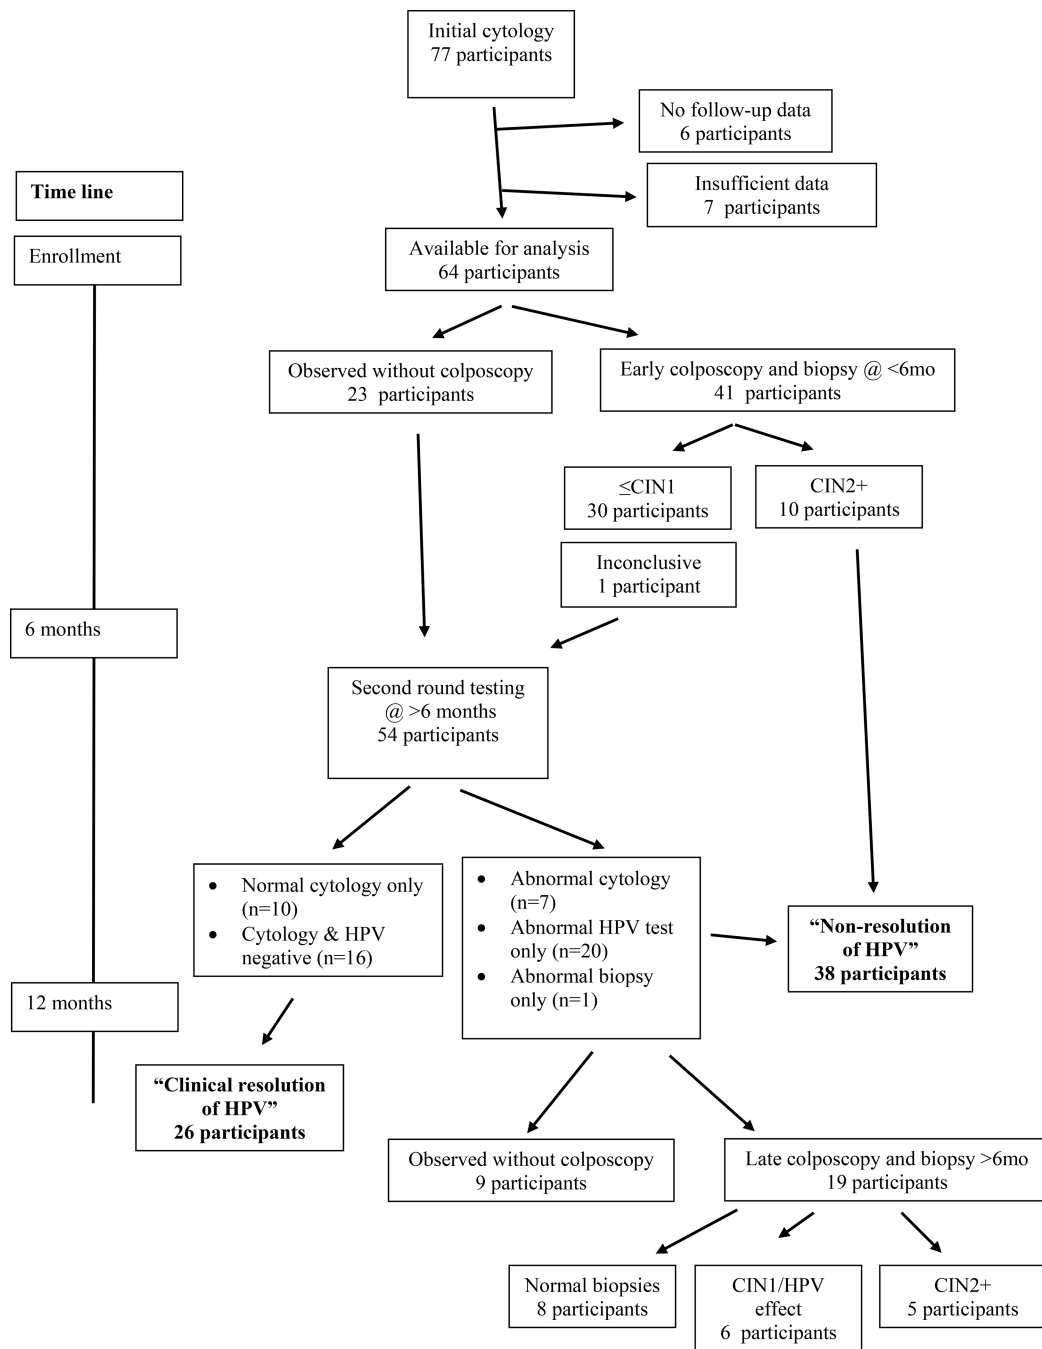 Initial cytology
77 participants
No follow-up data
6 participants
Insufficient data
7 participants
Time line
Enrollment
Available for analysis
64 participants
Observed without colposcopy
23 participants
Early colposcopy and biopsy @ <6mo
41 participants
≤CIN1
30 participants
CIN2+
10 participants
Inconclusive
1 participant
6 months
Second round testing
@ >6 months
54 participants
• Normal cytology only
(n=10)
• Cytology & HPV
negative (n=16)
• Abnormal cytology
(n=7)
• Abnormal HPV test
only (n=20)
• Abnormal biopsy
only (n=1)
“Non-resolution
of HPV”
38 participants
12 months
“Clinical resolution
of HPV”
26 participants
Observed without colposcopy
9 participants
Late colposcopy and biopsy >6mo
19 participants
Normal biopsies
8 participants
CIN1/HPV
effect
6 participants
CIN2+
5 participants